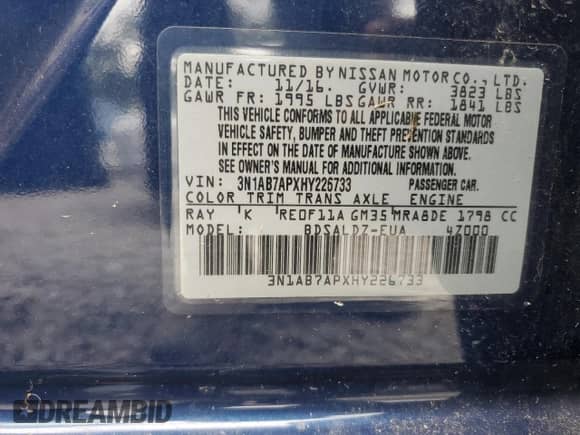 MANUFACTURED BY NISSAN MOTOR CO., LTD.
DATE: 11/16. GVWR: 3823 LBS
GAWR FR: 1995 LBS GAWR RR: 1841 LBS
THIS VEHICLE CONFORMS TO ALL APPLICABLE FEDERAL MOTOR
VEHICLE SAFETY, BUMPER AND THEFT PREVENTION STANDARDS
IN EFFECT ON THE DATE OF MANUFACTURE SHOWN ABOVE.
SEE OWNER'S MANUAL FOR ADDITIONAL INFORMATION.
VIN: 3N1AB7APXHY226733 PASSENGER CAR.
COLOR TRIM TRANS AXLE ENGINE
RAY K RE0F11A GM35 MRA8DE 1798 CC
MODEL: BDSALDZ-EUA 4Z000
3N1AB7APXHY226733
DREAMBID